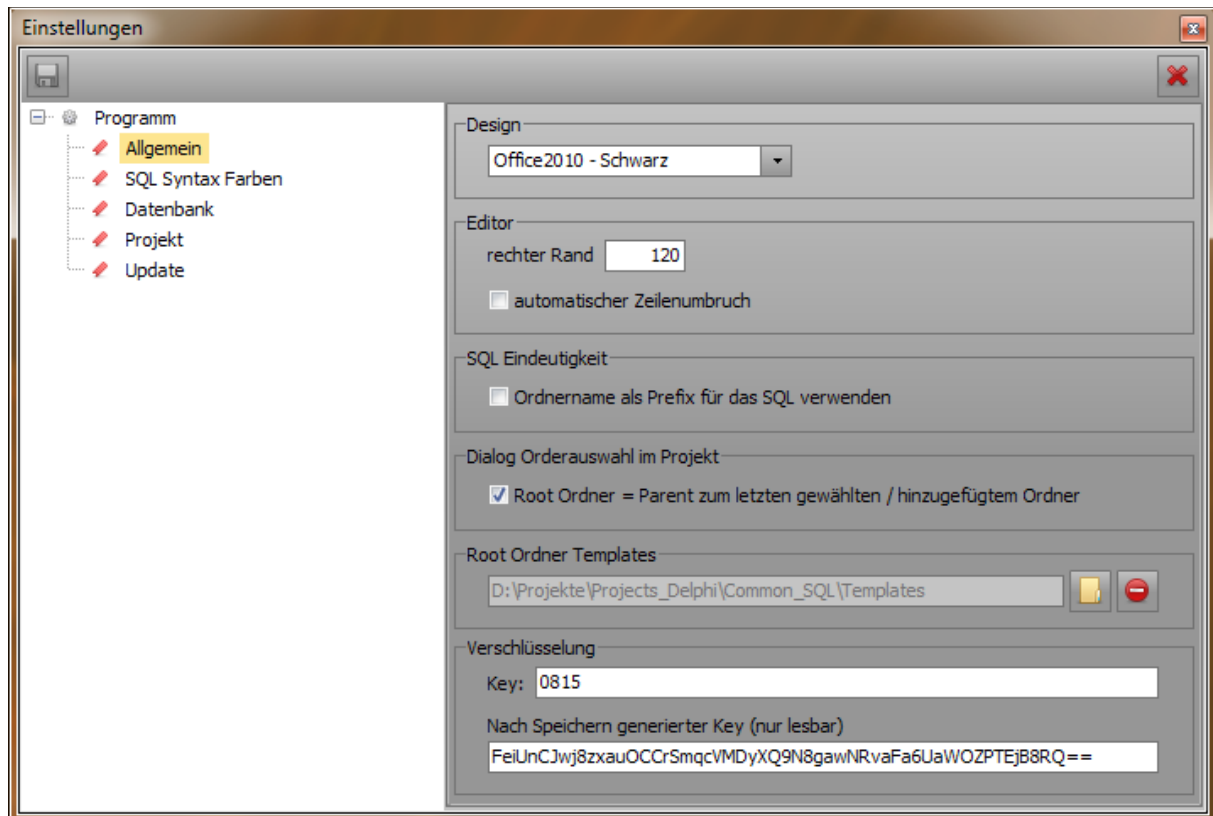 Einstellungen
Programm
Allgemein
SQL Syntax Farben
Datenbank
Projekt
Update
Design
Office2010 - Schwarz
Editor
rechter Rand 120
automatischer Zeilenumbruch
SQL Eindeutigkeit
Ordnername als Prefix für das SQL verwenden
Dialog Orderauswahl im Projekt
Root Ordner = Parent zum letzten gewählten / hinzugefügtem Ordner
Root Ordner Templates
D:\Projekte\Projects_Delphi\Common_SQL\Templates
Verschlüsselung
Key: 0815
Nach Speichern generierter Key (nur lesbar)
FeiUnCJwj8zxauOCCrSmqcVMDyXQ9N8gawNRvaFa6UaWOZPTEjB8RQ==